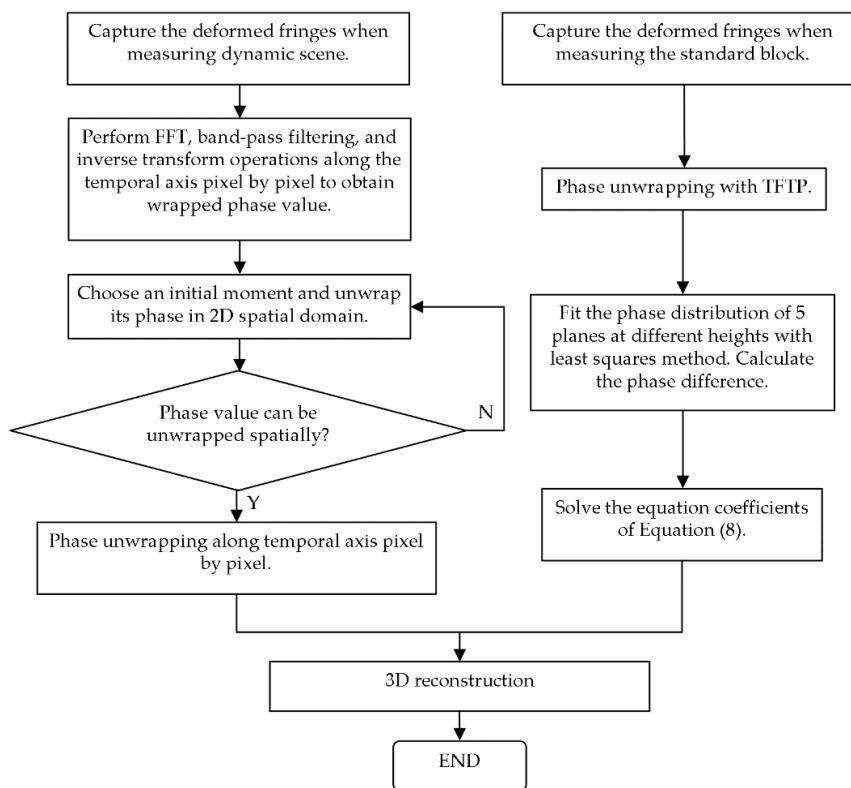 Capture the deformed fringes when
measuring dynamic scene.
Perform FFT, band-pass filtering, and
inverse transform operations along the
temporal axis pixel by pixel to obtain
wrapped phase value.
Choose an initial moment and unwrap
its phase in 2D spatial domain.
Phase value can be
unwrapped spatially?
N
Y
Phase unwrapping along temporal axis pixel
by pixel.
Capture the deformed fringes when
measuring the standard block.
Phase unwrapping with TFTP.
Fit the phase distribution of 5
planes at different heights with
least squares method. Calculate
the phase difference.
Solve the equation coefficients
of Equation (8).
3D reconstruction
END